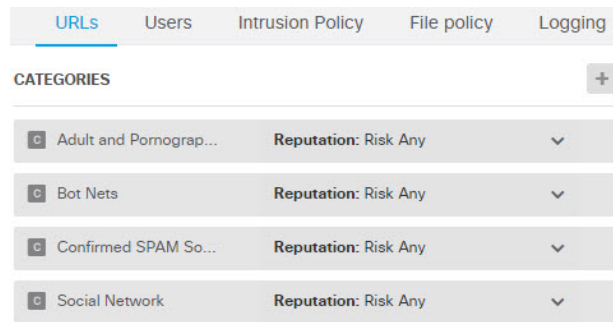 URLs Users Intrusion Policy File policy Logging
CATEGORIES +
C Adult and Pornograp... Reputation: Risk Any
C Bot Nets Reputation: Risk Any
C Confirmed SPAM So... Reputation: Risk Any
C Social Network Reputation: Risk Any